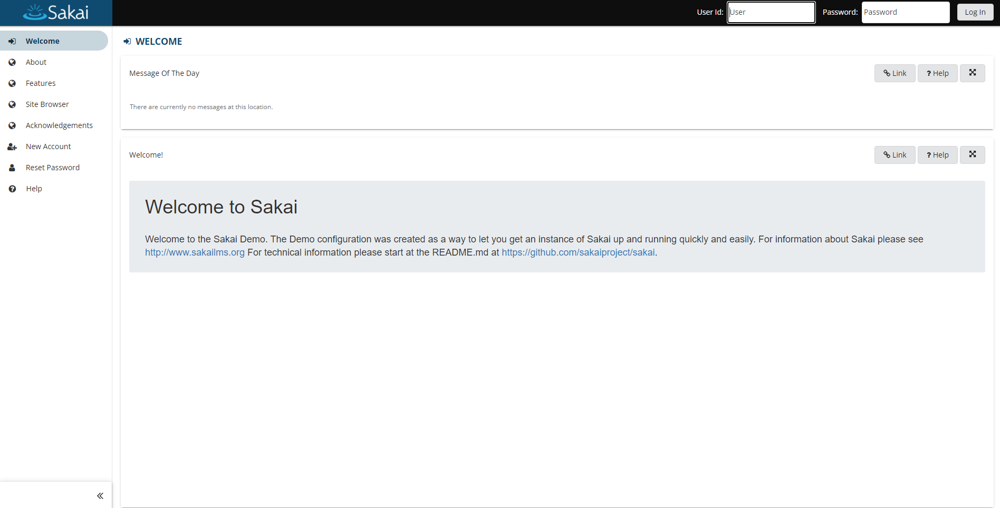 Sakai
User Id:
User
Password:
Password
Log In
Welcome
About
Features
Site Browser
Acknowledgements
New Account
Reset Password
Help
WELCOME
Message Of The Day
Link
? Help
There are currently no messages at this location.
Welcome!
Link
? Help
Welcome to Sakai
Welcome to the Sakai Demo. The Demo configuration was created as a way to let you get an instance of Sakai up and running quickly and easily. For information about Sakai please see
http://www.sakailms.org For technical information please start at the README.md at https://github.com/sakaiproject/sakai.